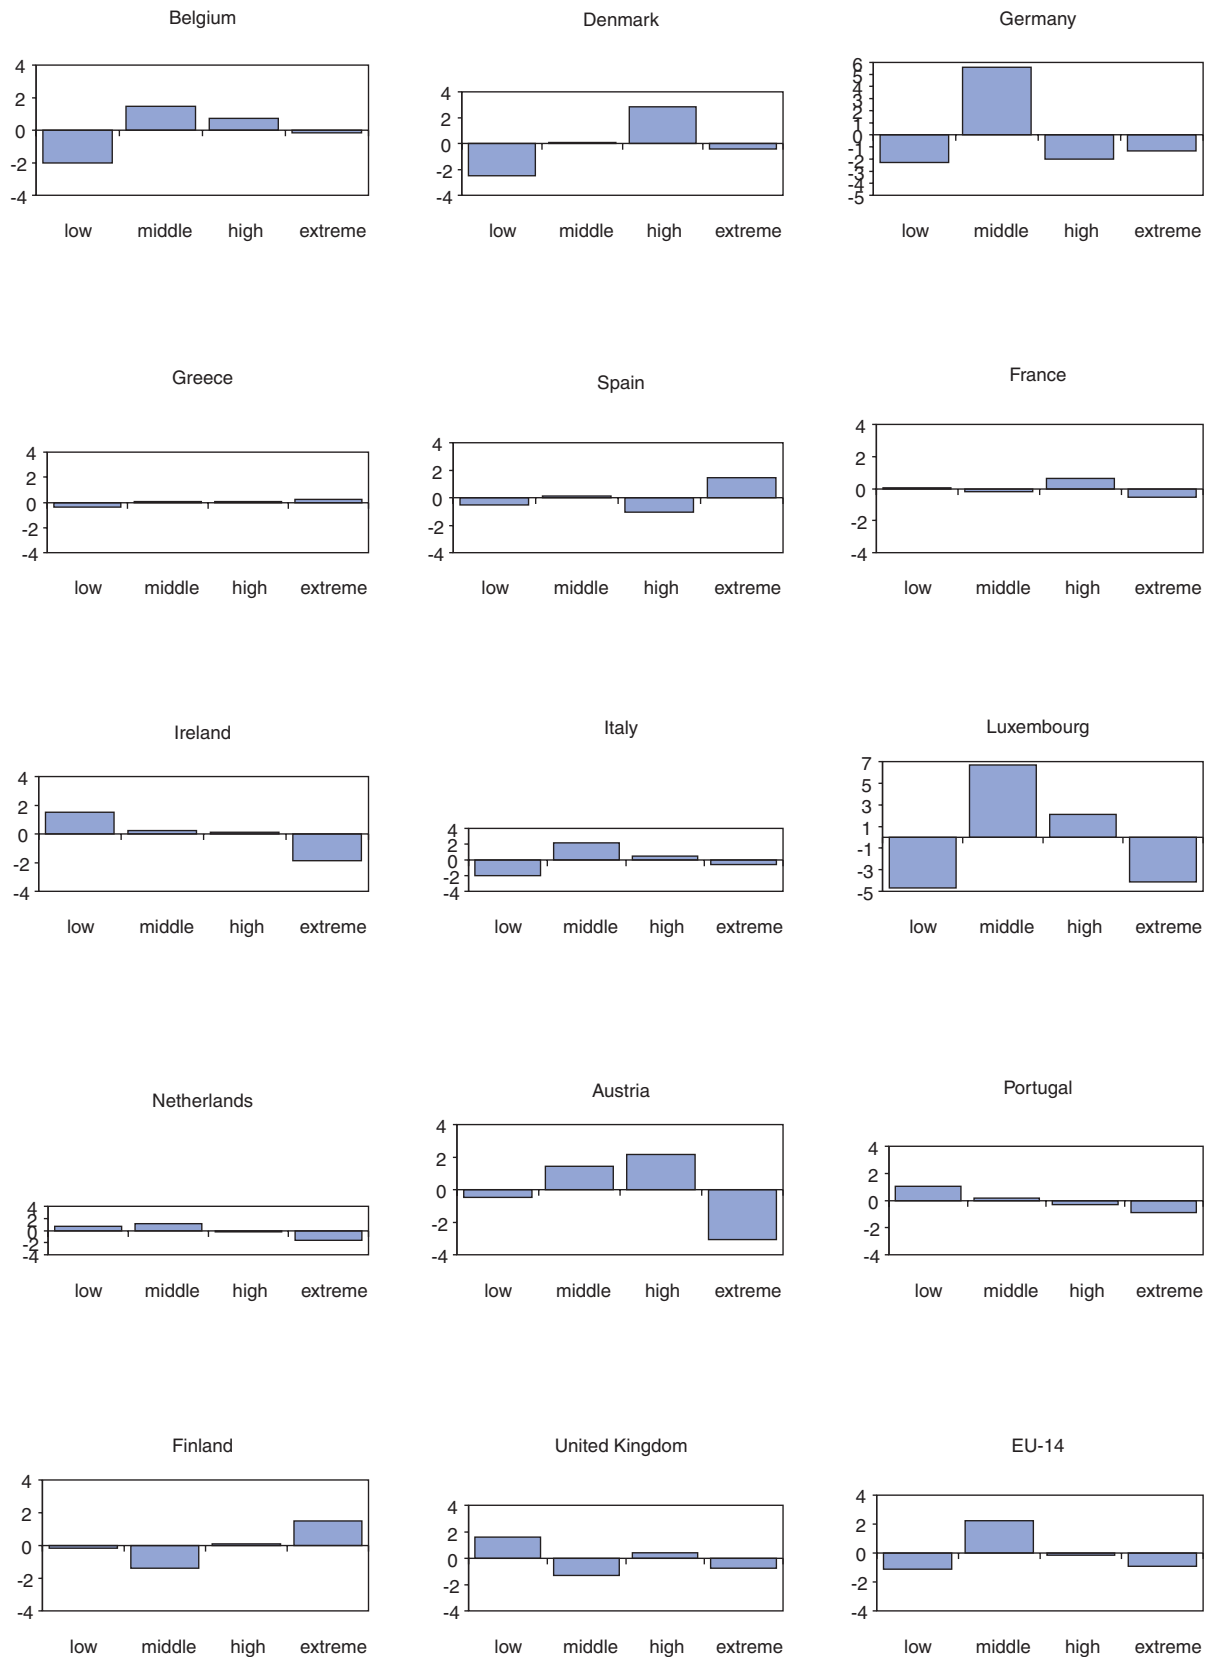 Belgium
4
2
0
-2
-4
low middle high extreme
Denmark
4
2
0
-2
-4
low middle high extreme
Germany
6
5
4
3
2
1
0
-1
-2
-3
-4
-5
low middle high extreme
Greece
4
2
0
-2
-4
low middle high extreme
Spain
4
2
0
-2
-4
low middle high extreme
France
4
2
0
-2
-4
low middle high extreme
Ireland
4
2
0
-2
-4
low middle high extreme
Italy
4
2
0
-2
-4
low middle high extreme
Luxembourg
7
5
3
1
-1
-3
-5
low middle high extreme
Netherlands
4
2
0
-2
-4
low middle high extreme
Austria
4
2
0
-2
-4
low middle high extreme
Portugal
4
2
0
-2
-4
low middle high extreme
Finland
4
2
0
-2
-4
low middle high extreme
United Kingdom
4
2
0
-2
-4
low middle high extreme
EU-14
4
2
0
-2
-4
low middle high extreme